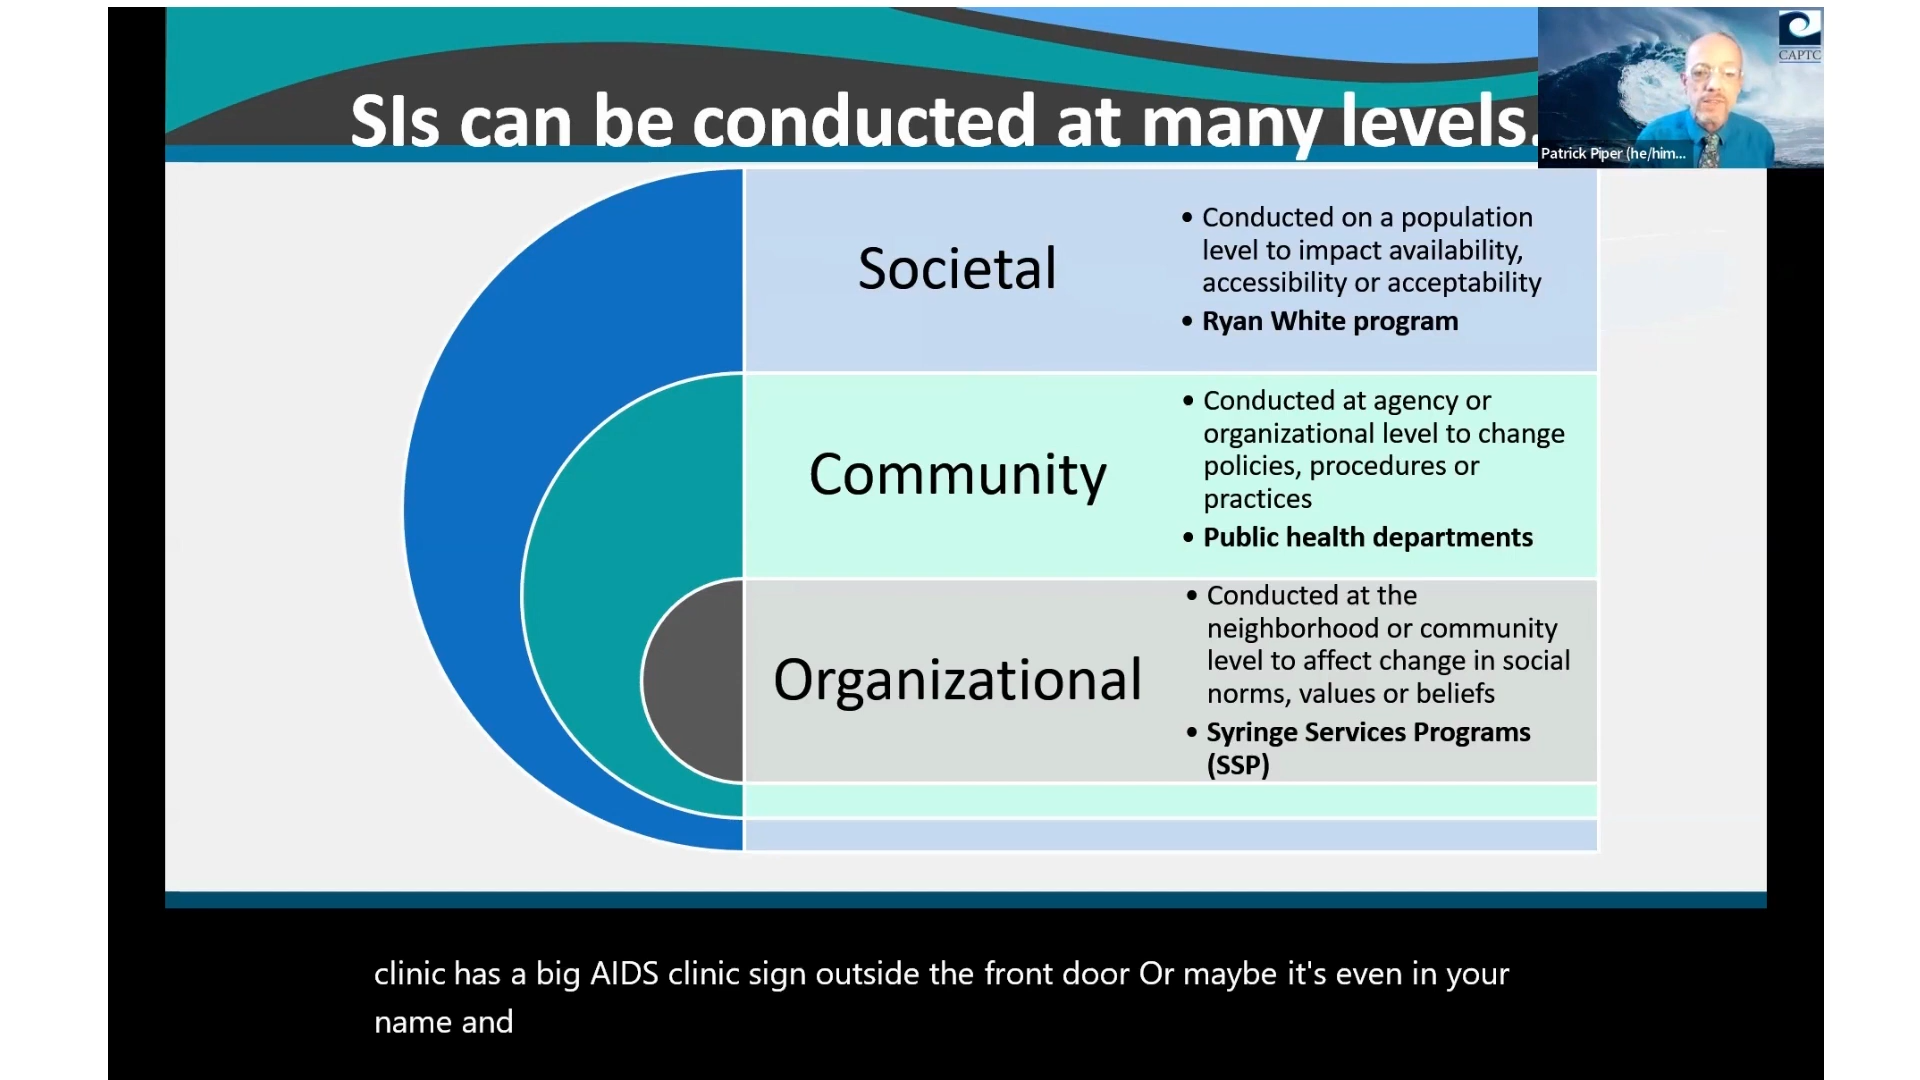 SIs can be conducted at many levels.
CAPTC
Patrick Piper (he/him...
Societal
• Conducted on a population
level to impact availability,
accessibility or acceptability
• Ryan White program
Community
• Conducted at agency or
organizational level to change
policies, procedures or
practices
• Public health departments
Organizational
• Conducted at the
neighborhood or community
level to affect change in social
norms, values or beliefs
• Syringe Services Programs
(SSP)
clinic has a big AIDS clinic sign outside the front door Or maybe it's even in your
name and